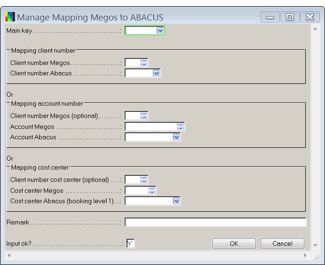 Manage Mapping Megos to ABACUS
Main key..............................:
Mapping client number
Client number Megos..................:
Client number Abacus.................:
Or
Mapping account number
Client number Megos (optional)......:
Account Megos........................:
Account Abacus.......................:
Or
Mapping cost center
Client number cost center (optional)....:
Cost center Megos....................:
Cost center Abacus (booking level 1)..:
Remark...............................:
Input ok?............................: Y OK Cancel